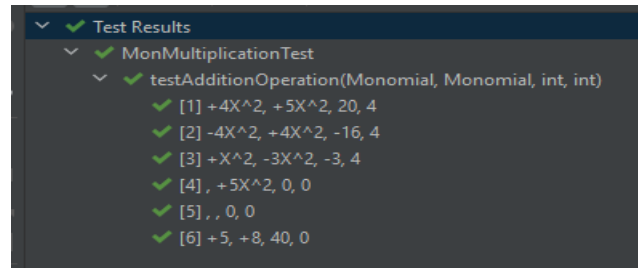 Test Results
MonMultiplicationTest
testAdditionOperation(Monomial, Monomial, int, int)
[1] +4X^2, +5X^2, 20, 4
[2] -4X^2, +4X^2, -16, 4
[3] +X^2, -3X^2, -3, 4
[4] , +5X^2, 0, 0
[5] , , 0, 0
[6] +5, +8, 40, 0